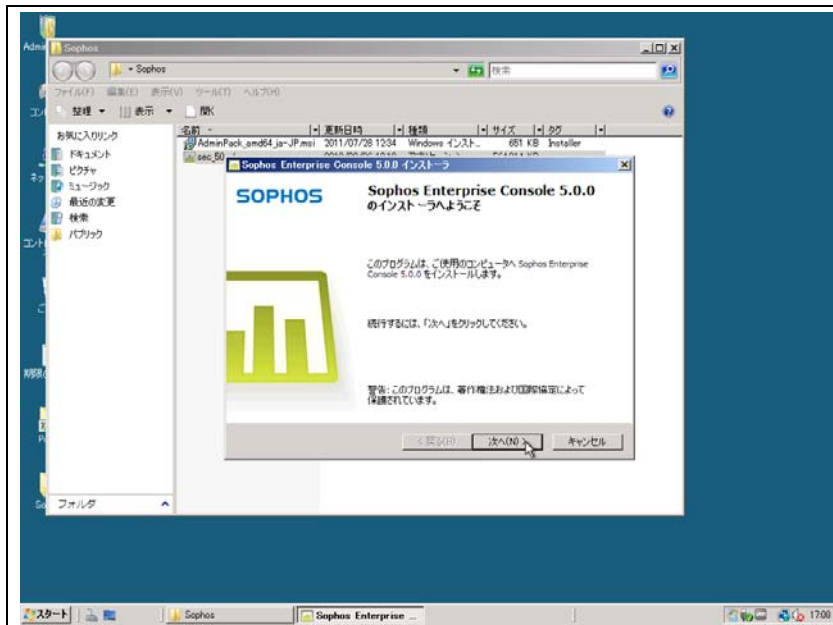 Sophos
Sophos
検索
ファイル(F) 編集(E) 表示(V) ツール(T) ヘルプ(H)
整理 表示 開く
お気に入りリンク
ドキュメント
ピクチャ
ミュージック
最近の変更
検索
パブリック
フォルダ
名前 更新日時 種類 サイズ タグ
AdminPack_amd64_ja-JP.msi 2011/07/28 12:34 Windows インスト... 651 KB Installer
Sophos Enterprise Console 5.0.0 インストーラ
SOPHOS
Sophos Enterprise Console 5.0.0
のインストーラへようこそ
このプログラムは、ご使用のコンピュータへ Sophos Enterprise
Console 5.0.0 をインストールします。
続行するには、「次へ」をクリックしてください。
警告: このプログラムは、著作権法および国際協定によって
保護されています。
< 戻る(B) 次へ(N) > キャンセル
スタート Sophos Sophos Enterprise ... 17:00